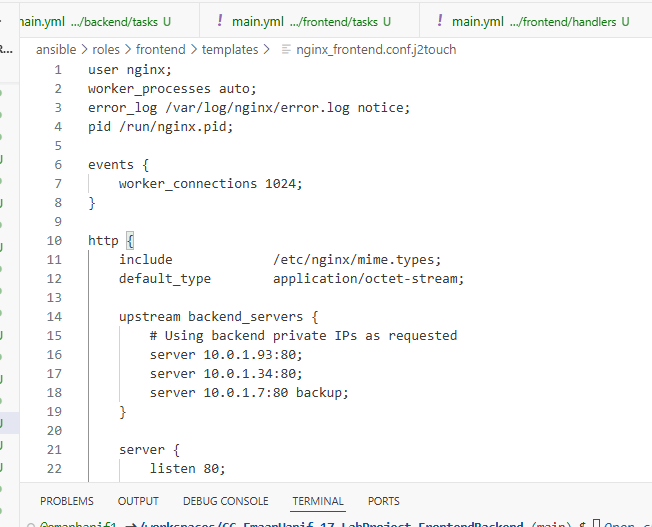 main.yml .../backend/tasks U
! main.yml .../frontend/tasks U
! main.yml .../frontend/handlers U
ansible > roles > frontend > templates > nginx_frontend.conf.j2touch
1 user nginx;
2 worker_processes auto;
3 error_log /var/log/nginx/error.log notice;
4 pid /run/nginx.pid;
5
6 events {
7 worker_connections 1024;
8 }
9
10 http {
11 include /etc/nginx/mime.types;
12 default_type application/octet-stream;
13
14 upstream backend_servers {
15 # Using backend private IPs as requested
16 server 10.0.1.93:80;
17 server 10.0.1.34:80;
18 server 10.0.1.7:80 backup;
19 }
20
21 server {
22 listen 80;
PROBLEMS OUTPUT DEBUG CONSOLE TERMINAL PORTS